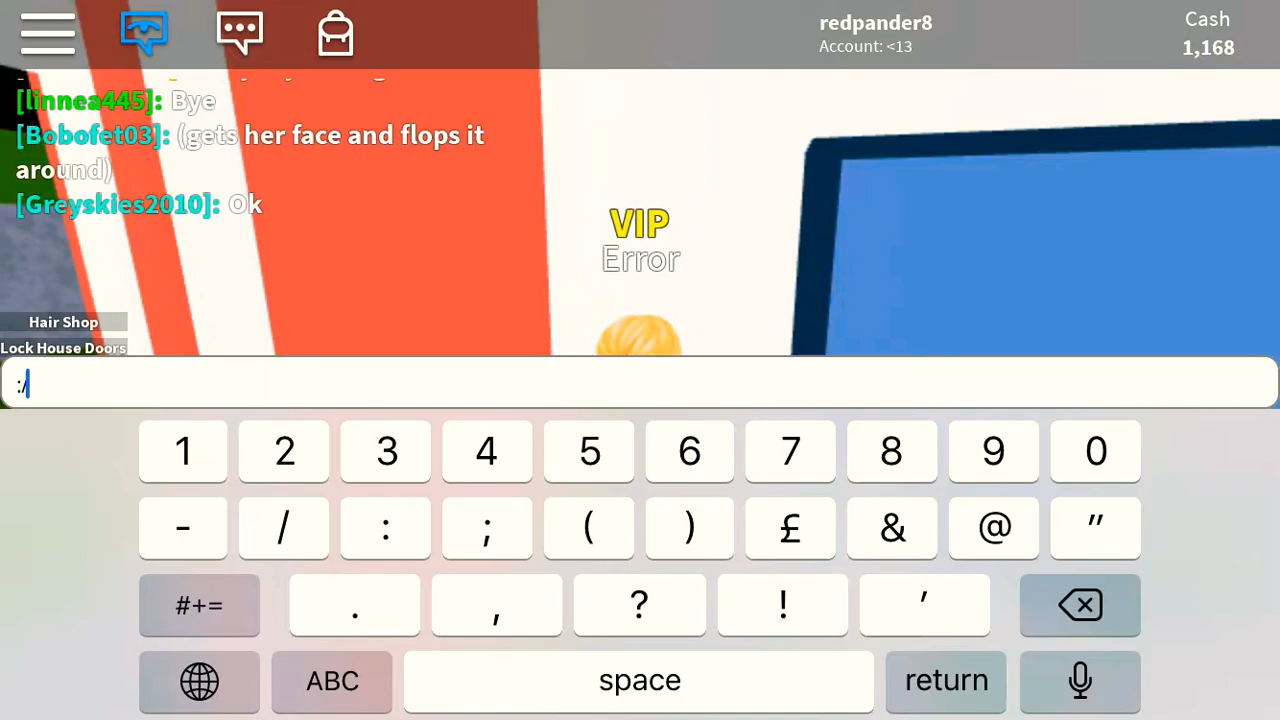 redpander8
Account: <13
Cash
1,168
[linnea445]: Bye
[Bobofet03]: (gets her face and flops it
around)
[Greyskies2010]: Ok
VIP
Error
Hair Shop
Lock House Doors
:/
1 2 3 4 5 6 7 8 9 0
- / : ; ( ) £ & @ "
#+= . , ? ! '
ABC space return